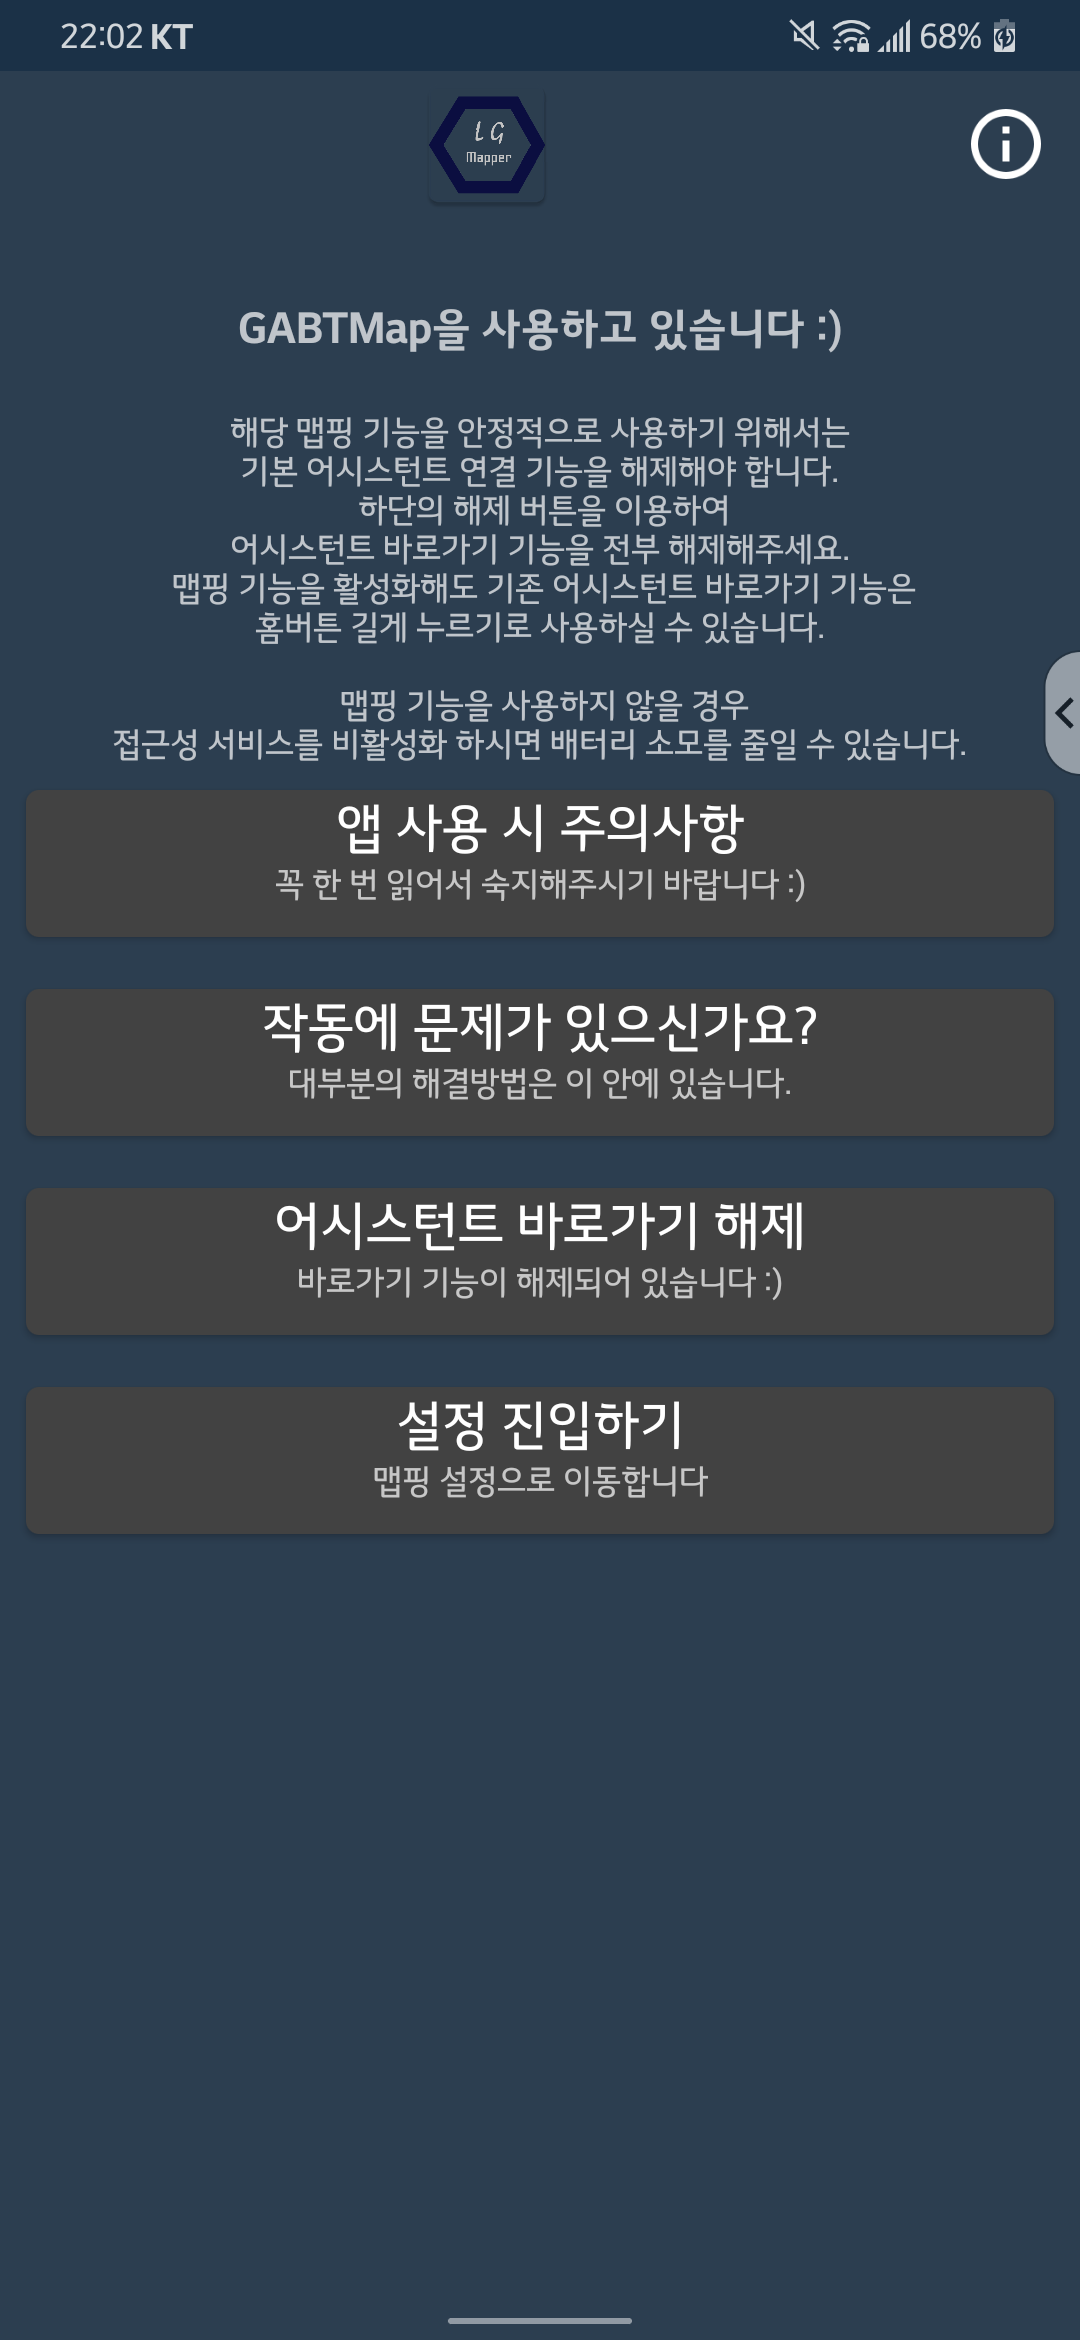 22:02 KT 68%
LG
Mapper
GABTMap을 사용하고 있습니다 :)
해당 맵핑 기능을 안정적으로 사용하기 위해서는
기본 어시스턴트 연결 기능을 해제해야 합니다.
하단의 해제 버튼을 이용하여
어시스턴트 바로가기 기능을 전부 해제해주세요.
맵핑 기능을 활성화해도 기존 어시스턴트 바로가기 기능은
홈버튼 길게 누르기로 사용하실 수 있습니다.
맵핑 기능을 사용하지 않을 경우
접근성 서비스를 비활성화 하시면 배터리 소모를 줄일 수 있습니다.
앱 사용 시 주의사항
꼭 한 번 읽어서 숙지해주시기 바랍니다 :)
작동에 문제가 있으신가요?
대부분의 해결방법은 이 안에 있습니다.
어시스턴트 바로가기 해제
바로가기 기능이 해제되어 있습니다 :)
설정 진입하기
맵핑 설정으로 이동합니다